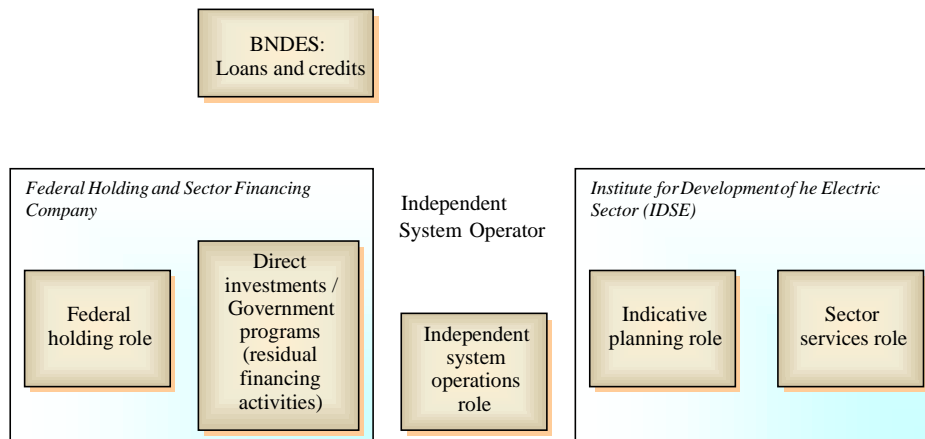 BNDES:
Loans and credits
Federal Holding and Sector Financing
Company
Federal
holding role
Direct
investments /
Government
programs
(residual
financing
activities)
Independent
System Operator
Independent
system
operations
role
Institute for Development of he Electric
Sector (IDSE)
Indicative
planning role
Sector
services role